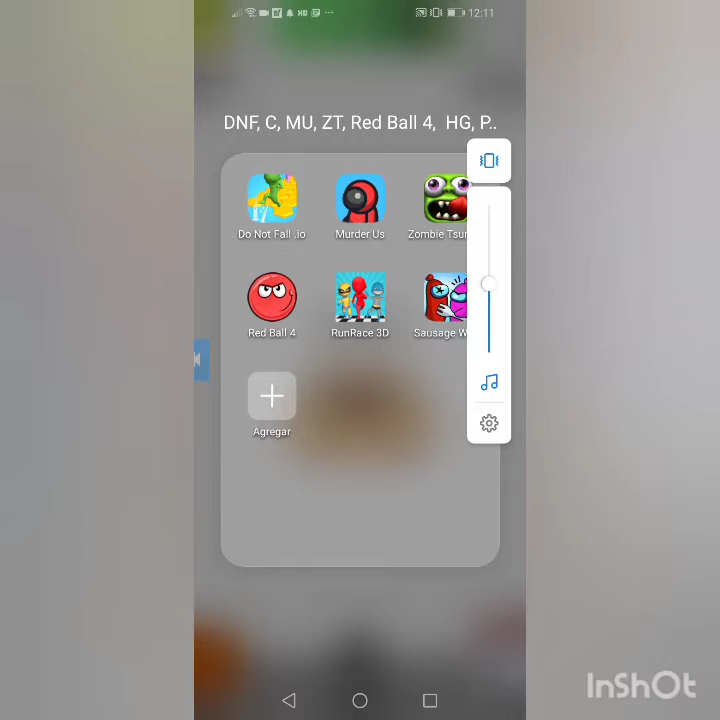 HD ... 12:11
DNF, C, MU, ZT, Red Ball 4, HG, P..
Do Not Fall .io
Murder Us
Zombie Tsu
Red Ball 4
RunRace 3D
Sausage W
Agregar
InShOt